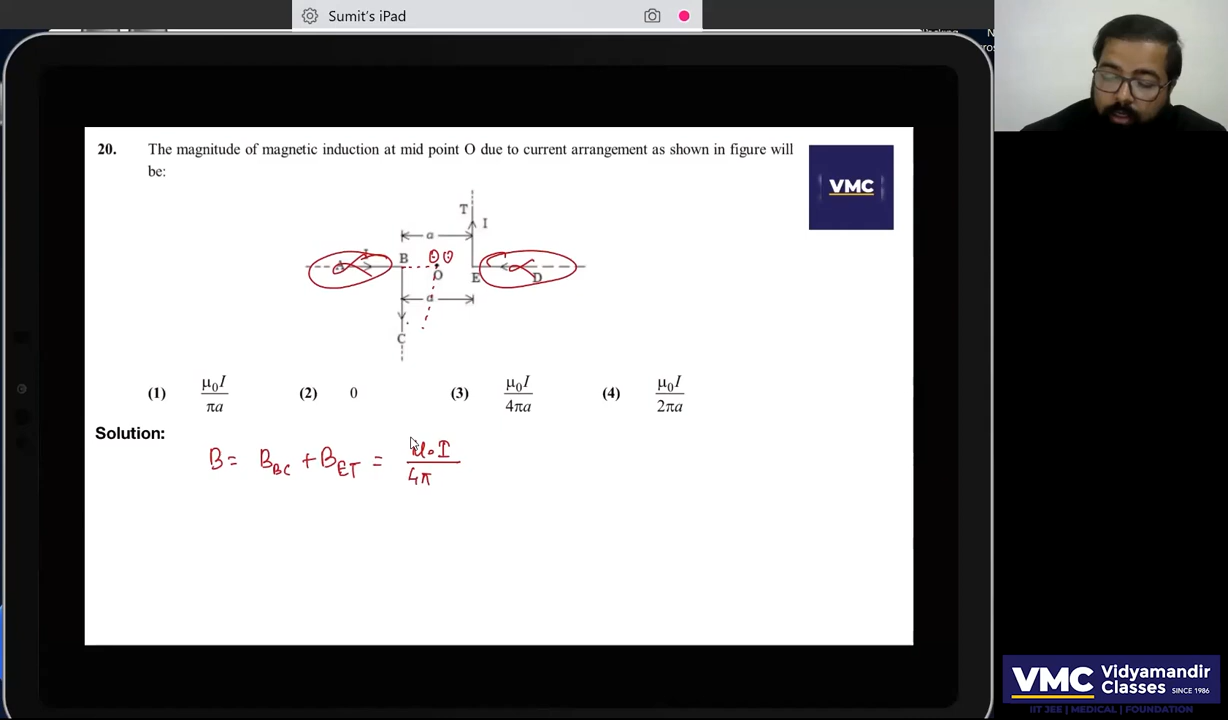 Sumit's iPad
20. The magnitude of magnetic induction at mid point O due to current arrangement as shown in figure will
be:
VMC
T
I
a
A
B
O
E
D
a
C
(1) μ₀I/πa (2) 0 (3) μ₀I/4πa (4) μ₀I/2πa
Solution:
B = B_BC + B_ET = μ₀I/4π
VMC Vidyamandir
Classes SINCE 1986
IIT JEE | MEDICAL | FOUNDATION